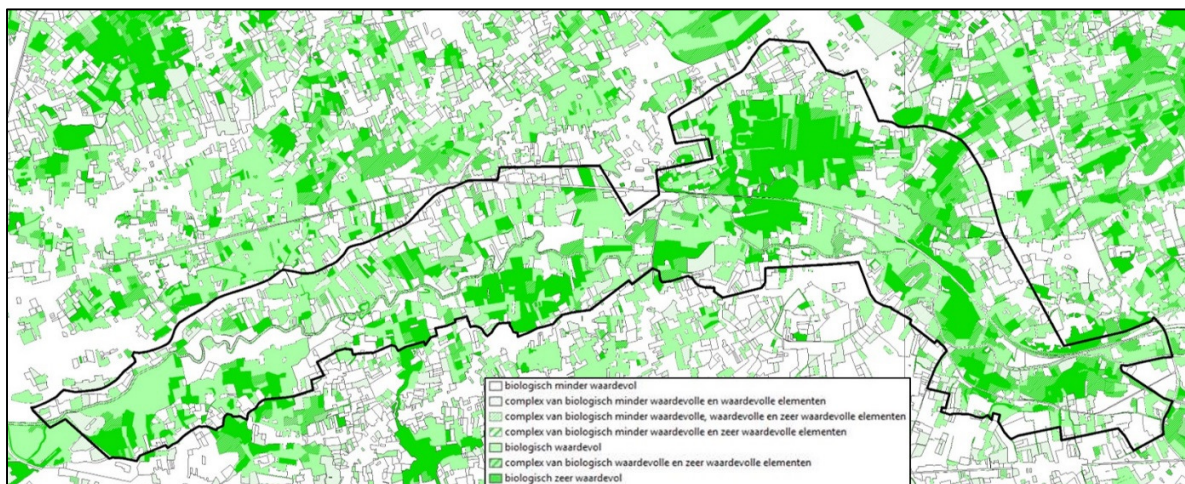 biologisch minder waardevol
complex van biologisch minder waardevolle en waardevolle elementen
complex van biologisch minder waardevolle, waardevolle en zeer waardevolle elementen
complex van biologisch minder waardevolle en zeer waardevolle elementen
biologisch waardevol
complex van biologisch waardevolle en zeer waardevolle elementen
biologisch zeer waardevol